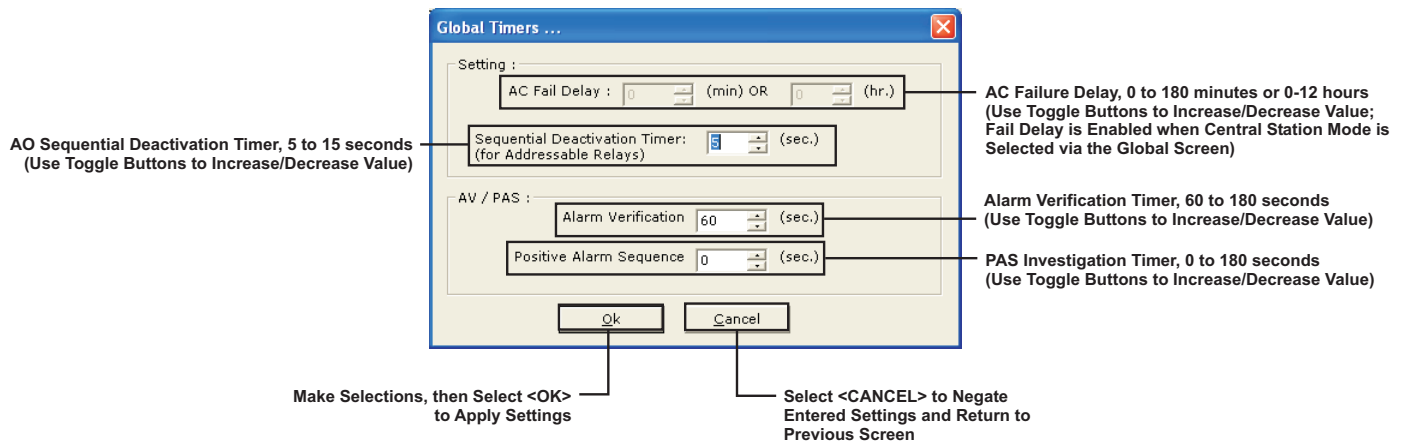 Global Timers ...
Setting :
AC Fail Delay : 0 (min) OR 0 (hr.)
AC Failure Delay, 0 to 180 minutes or 0-12 hours
(Use Toggle Buttons to Increase/Decrease Value;
Fail Delay is Enabled when Central Station Mode is
Selected via the Global Screen)
AO Sequential Deactivation Timer, 5 to 15 seconds
(Use Toggle Buttons to Increase/Decrease Value)
Sequential Deactivation Timer: 5 (sec.)
(for Addressable Relays)
AV / PAS :
Alarm Verification 60 (sec.)
Alarm Verification Timer, 60 to 180 seconds
(Use Toggle Buttons to Increase/Decrease Value)
Positive Alarm Sequence 0 (sec.)
PAS Investigation Timer, 0 to 180 seconds
(Use Toggle Buttons to Increase/Decrease Value)
Ok Cancel
Make Selections, then Select <OK>
to Apply Settings
Select <CANCEL> to Negate
Entered Settings and Return to
Previous Screen